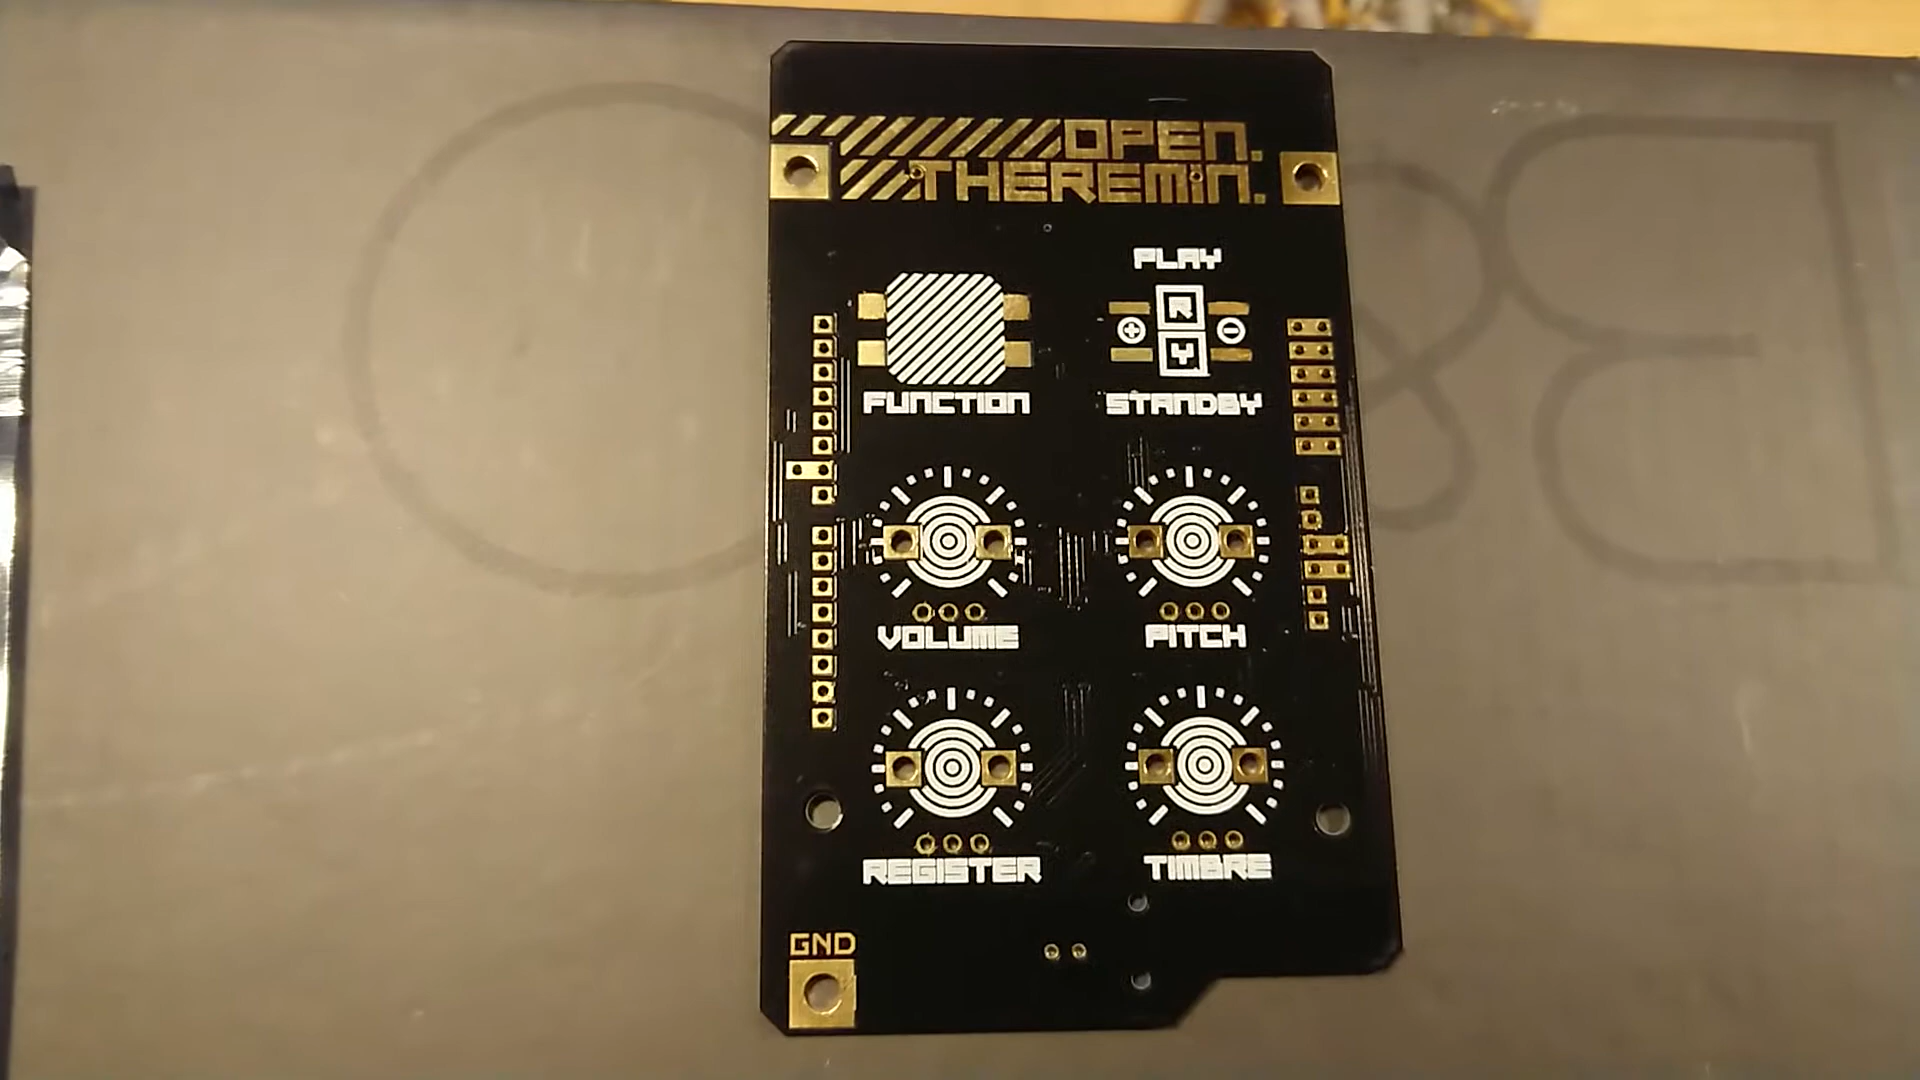 OPEN.
THEREMIN.
PLAY
R
Y
+ -
FUNCTION
STANDBY
VOLUME
PITCH
REGISTER
TIMBRE
GND
B&O